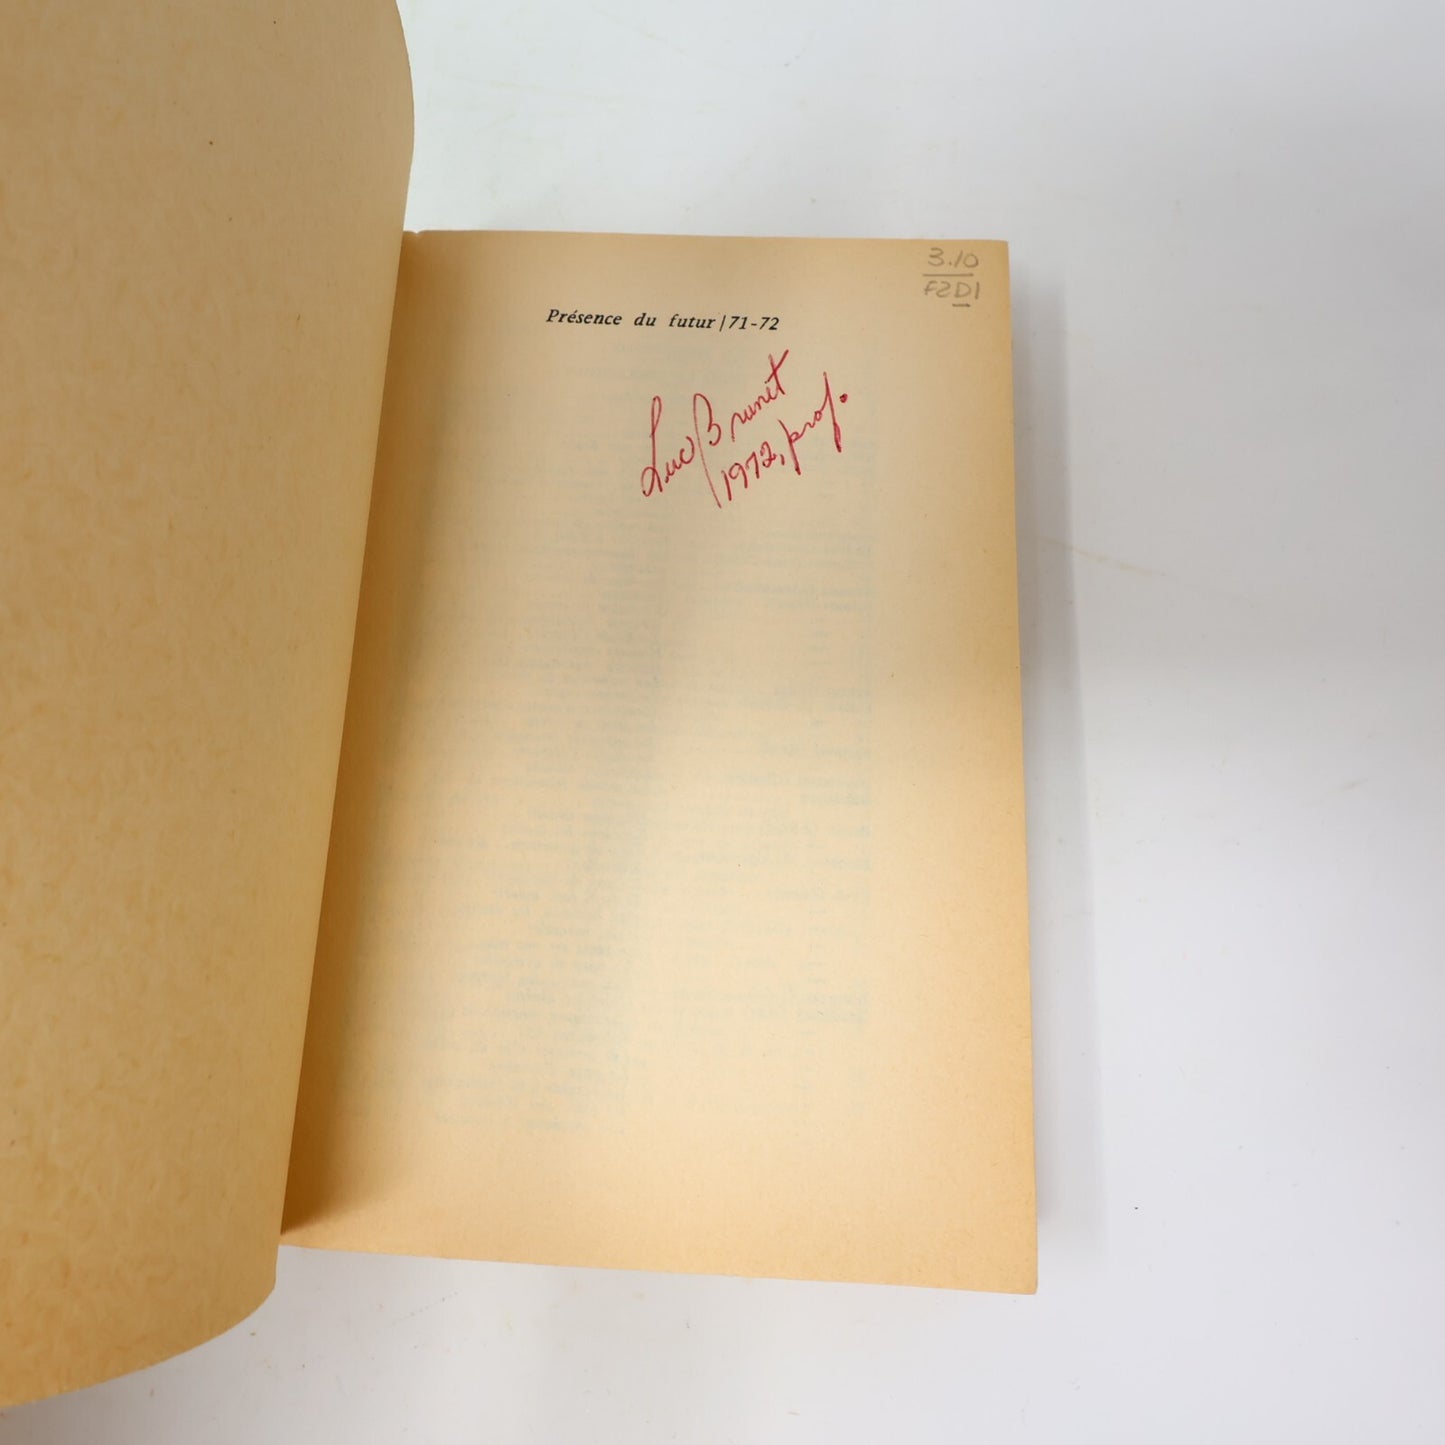 3.10
F2D1
Présence du futur / 71-72
Luc Brunet
1972, prof.